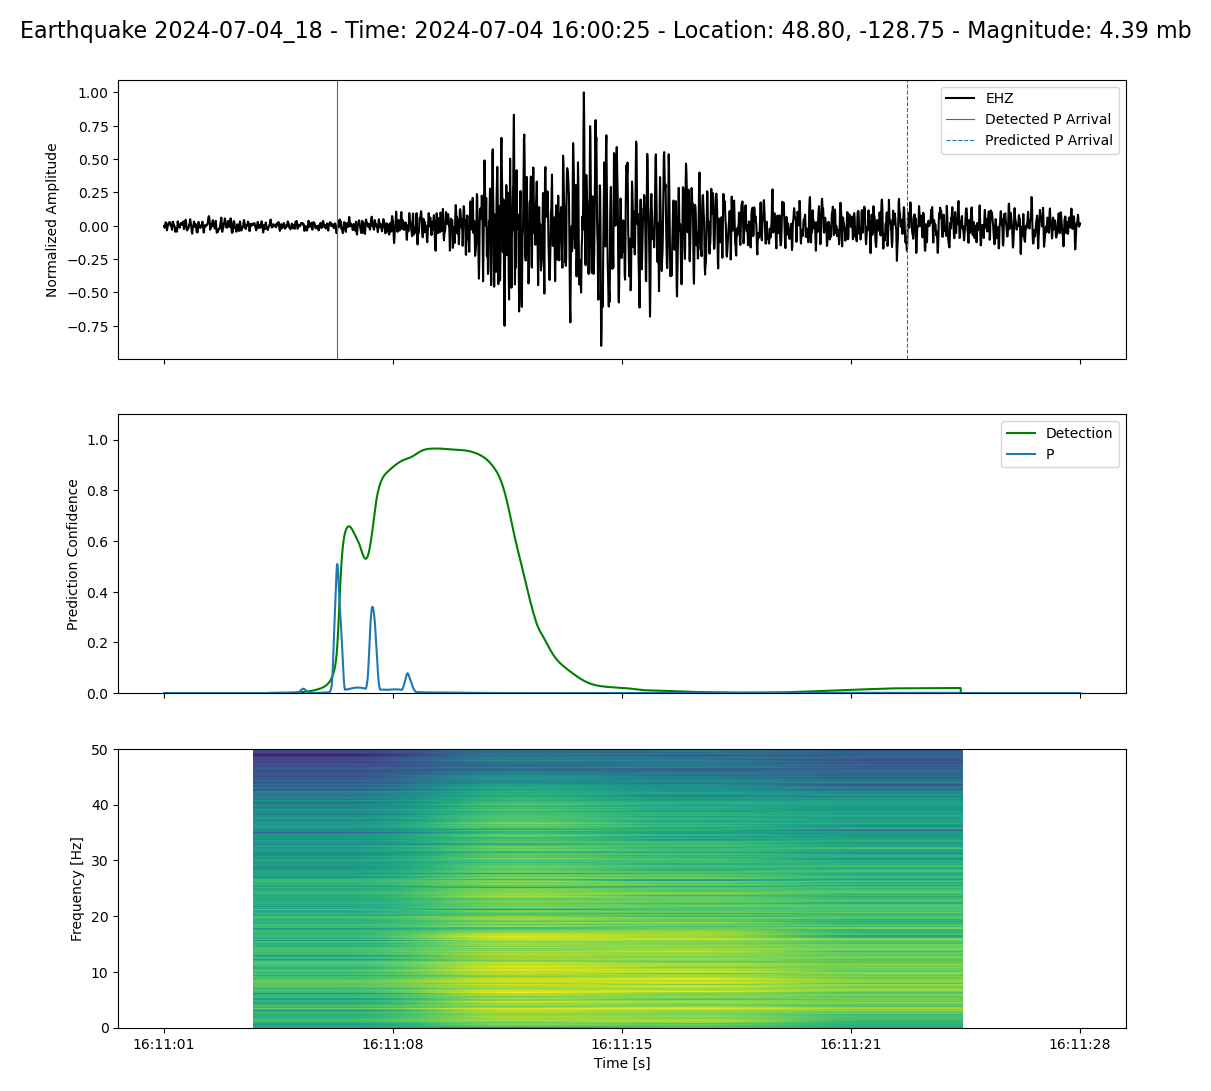 Earthquake 2024-07-04_18 - Time: 2024-07-04 16:00:25 - Location: 48.80, -128.75 - Magnitude: 4.39 mb
Normalized Amplitude
1.00
0.75
0.50
0.25
0.00
−0.25
−0.50
−0.75
EHZ
Detected P Arrival
Predicted P Arrival
Prediction Confidence
1.0
0.8
0.6
0.4
0.2
0.0
Detection
P
Frequency [Hz]
50
40
30
20
10
0
16:11:01 16:11:08 16:11:15 16:11:21 16:11:28
Time [s]